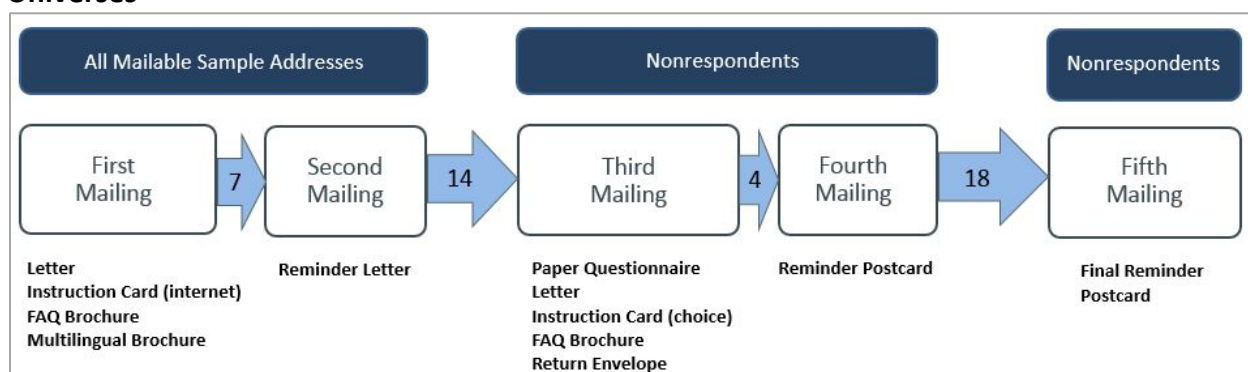 Universes
All Mailable Sample Addresses
Nonrespondents
Nonrespondents
First
Mailing
7
Second
Mailing
14
Third
Mailing
4
Fourth
Mailing
18
Fifth
Mailing
Letter
Instruction Card (internet)
FAQ Brochure
Multilingual Brochure
Reminder Letter
Paper Questionnaire
Letter
Instruction Card (choice)
FAQ Brochure
Return Envelope
Reminder Postcard
Final Reminder
Postcard